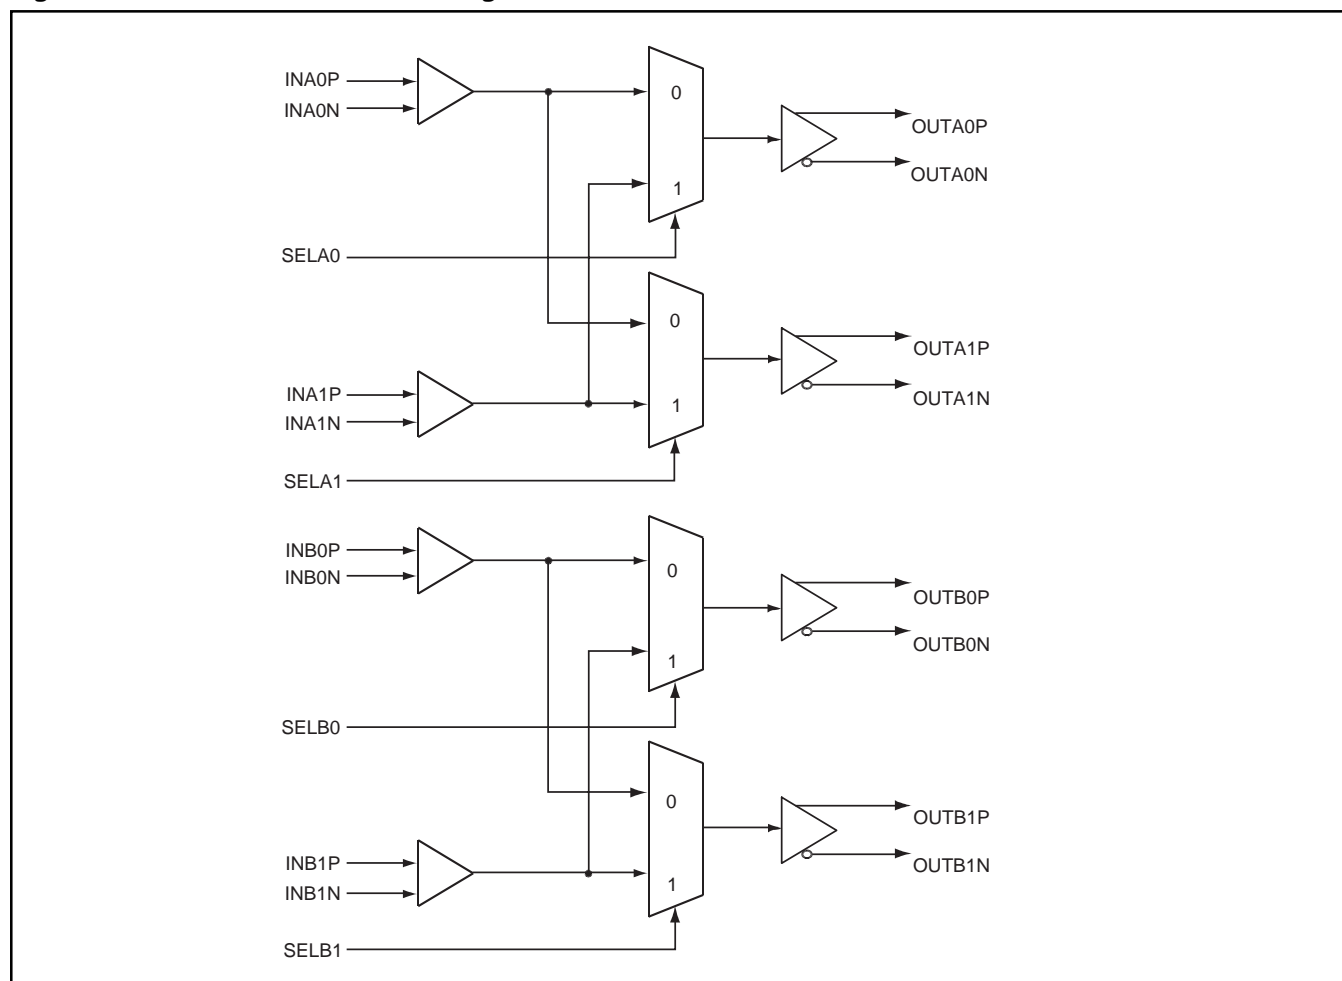 INA0P
INA0N
0
OUTA0P
OUTA0N
1
SELA0
0
OUTA1P
INA1P
OUTA1N
1
INA1N
SELA1
INB0P
INB0N
0
OUTB0P
OUTB0N
1
SELB0
0
OUTB1P
INB1P
OUTB1N
1
INB1N
SELB1